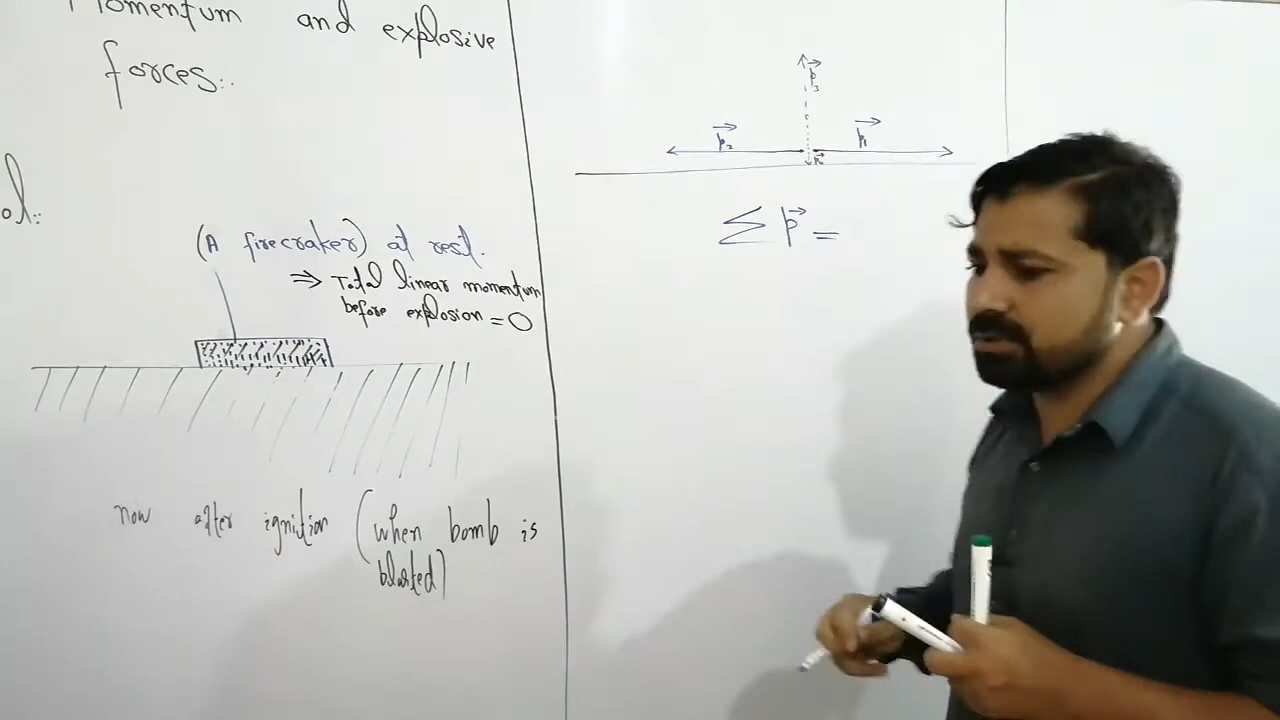 Momentum and explosive
forces::
ol::
(A firecraker) at rest.
⇒ Total linear momentum
before explosion = 0
now after ignition (when bomb is
blasted)
p⃗₃
p⃗₂ p⃗₁
∑ p⃗ =